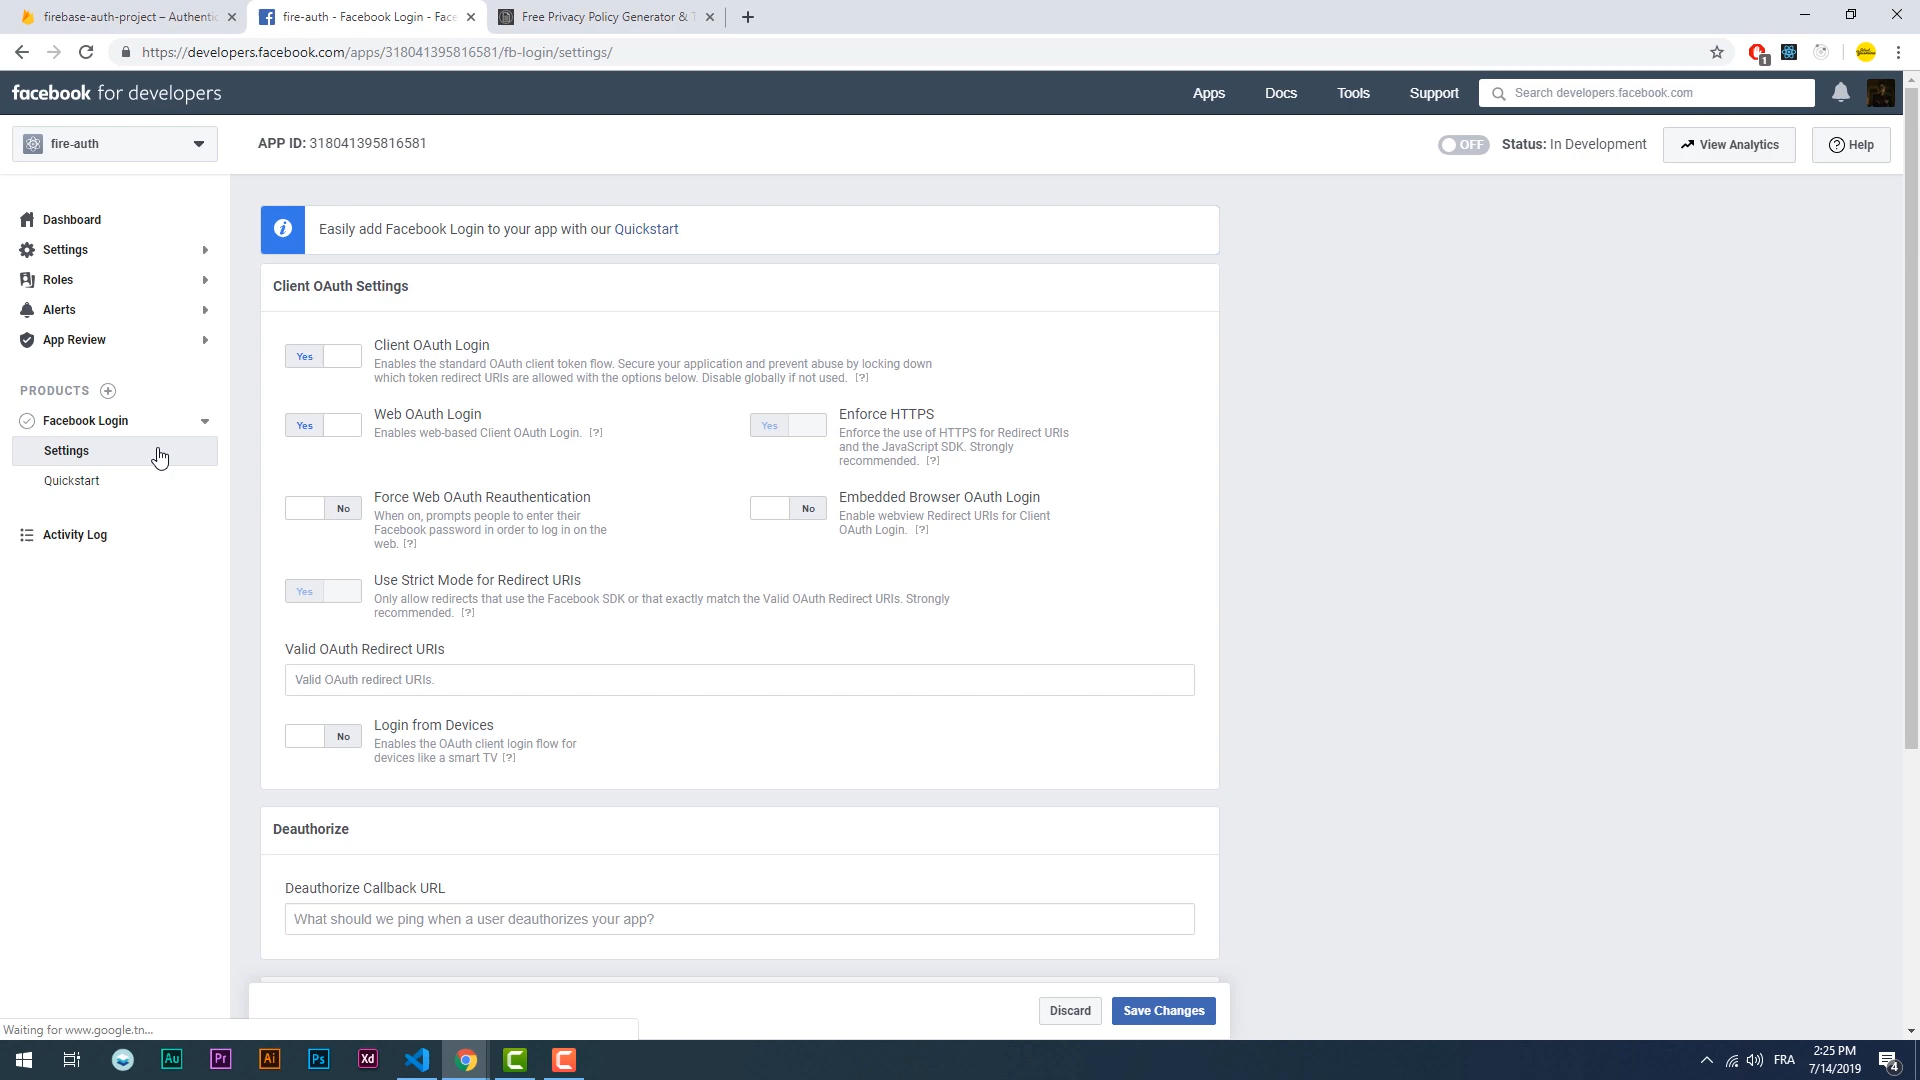 firebase-auth-project – Authentic
fire-auth - Facebook Login - Face
Free Privacy Policy Generator & T
https://developers.facebook.com/apps/318041395816581/fb-login/settings/
1
facebook for developers
Apps
Docs
Tools
Support
Search developers.facebook.com
fire-auth
APP ID: 318041395816581
OFF
Status: In Development
View Analytics
Help
Dashboard
Settings
Roles
Alerts
App Review
PRODUCTS
Facebook Login
Settings
Quickstart
Activity Log
Easily add Facebook Login to your app with our Quickstart
Client OAuth Settings
Yes
Client OAuth Login
Enables the standard OAuth client token flow. Secure your application and prevent abuse by locking down
which token redirect URIs are allowed with the options below. Disable globally if not used. [?]
Yes
Web OAuth Login
Enables web-based Client OAuth Login. [?]
Yes
Enforce HTTPS
Enforce the use of HTTPS for Redirect URIs
and the JavaScript SDK. Strongly
recommended. [?]
No
Force Web OAuth Reauthentication
When on, prompts people to enter their
Facebook password in order to log in on the
web. [?]
No
Embedded Browser OAuth Login
Enable webview Redirect URIs for Client
OAuth Login. [?]
Yes
Use Strict Mode for Redirect URIs
Only allow redirects that use the Facebook SDK or that exactly match the Valid OAuth Redirect URIs. Strongly
recommended. [?]
Valid OAuth Redirect URIs
Valid OAuth redirect URIs.
No
Login from Devices
Enables the OAuth client login flow for
devices like a smart TV [?]
Deauthorize
Deauthorize Callback URL
What should we ping when a user deauthorizes your app?
Discard
Save Changes
Waiting for www.google.tn...
Au
Pr
Ai
Ps
Xd
FRA
2:25 PM
7/14/2019
4